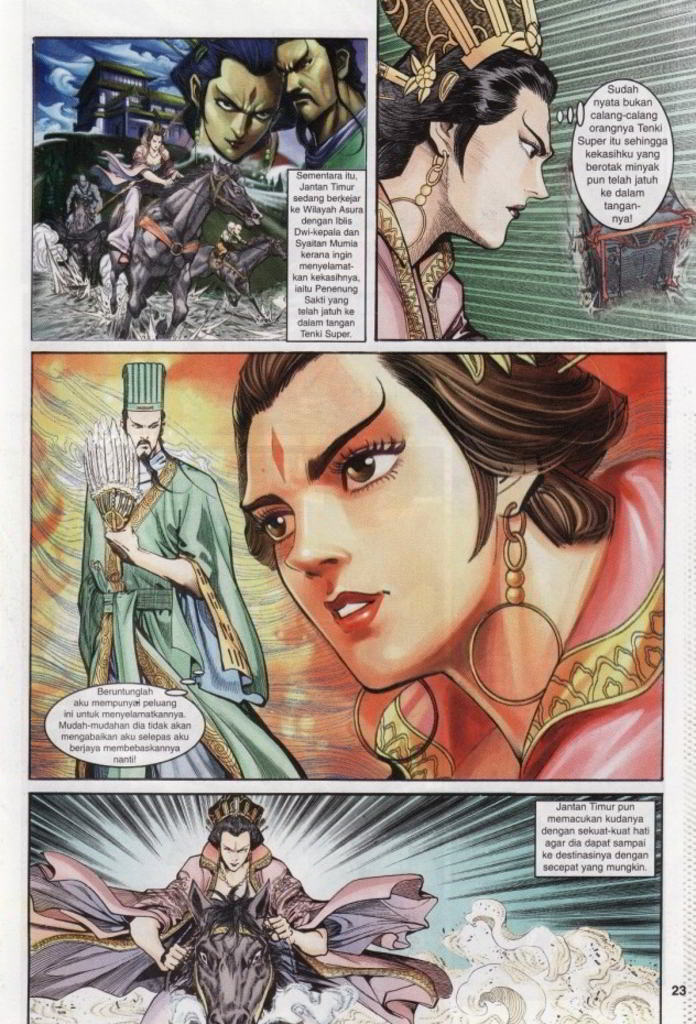 Sementara itu,
Jantan Timur
sedang berkejar
ke Wilayah Asura
dengan Iblis
Dwi-kepala dan
Syaitan Mumia
kerana ingin
menyelamat-
kan kekasihnya,
iaitu Penenung
Sakti yang
telah jatuh ke
dalam tangan
Tenki Super.
Sudah
nyata bukan
calang-calang
orangnya Tenki
Super itu sehingga
kekasihku yang
berotak minyak
pun telah jatuh
ke dalam
tangan-
nya!
Beruntunglah
aku mempunyai peluang
ini untuk menyelamatkannya.
Mudah-mudahan dia tidak akan
mengabaikan aku selepas aku
berjaya membebaskannya
nanti!
Jantan Timur pun
memacukan kudanya
dengan sekuat-kuat hati
agar dia dapat sampai
ke destinasinya dengan
secepat yang mungkin.
23